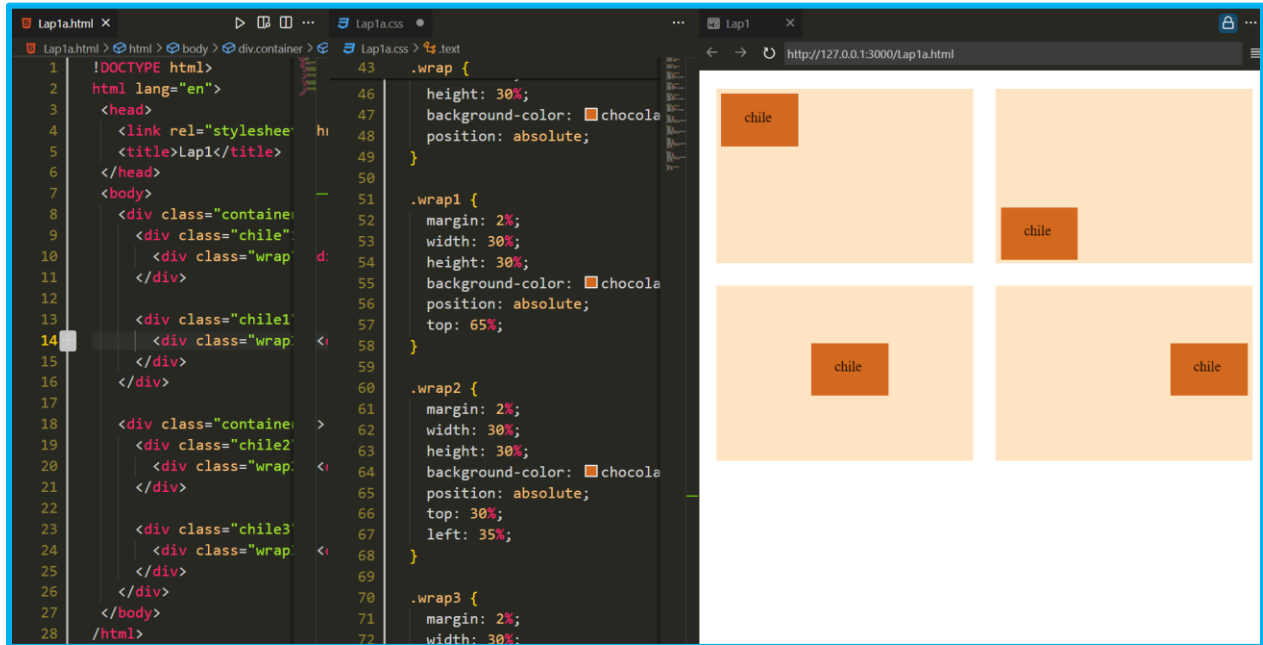 Lap1a.html
Lap1a.css
Lap1
Lap1a.html > html > body > div.container >
Lap1a.css > .text
http://127.0.0.1:3000/Lap1a.html
1 !DOCTYPE html>
2 html lang="en">
3 <head>
4 <link rel="stylesheet
5 <title>Lap1</title>
6 </head>
7 <body>
8 <div class="container
9 <div class="chile"
10 <div class="wrap"
11 </div>
12
13 <div class="chile1"
14 <div class="wrap
15 </div>
16 </div>
17
18 <div class="container >
19 <div class="chile2
20 <div class="wrap
21 </div>
22
23 <div class="chile3"
24 <div class="wrap
25 </div>
26 </div>
27 </body>
28 /html>
43 .wrap {
46 height: 30%;
47 background-color: chocola
48 position: absolute;
49 }
50
51 .wrap1 {
52 margin: 2%;
53 width: 30%;
54 height: 30%;
55 background-color: chocola
56 position: absolute;
57 top: 65%;
58 }
59
60 .wrap2 {
61 margin: 2%;
62 width: 30%;
63 height: 30%;
64 background-color: chocola
65 position: absolute;
66 top: 30%;
67 left: 35%;
68 }
69
70 .wrap3 {
71 margin: 2%;
72 width: 30%;
chile
chile
chile
chile